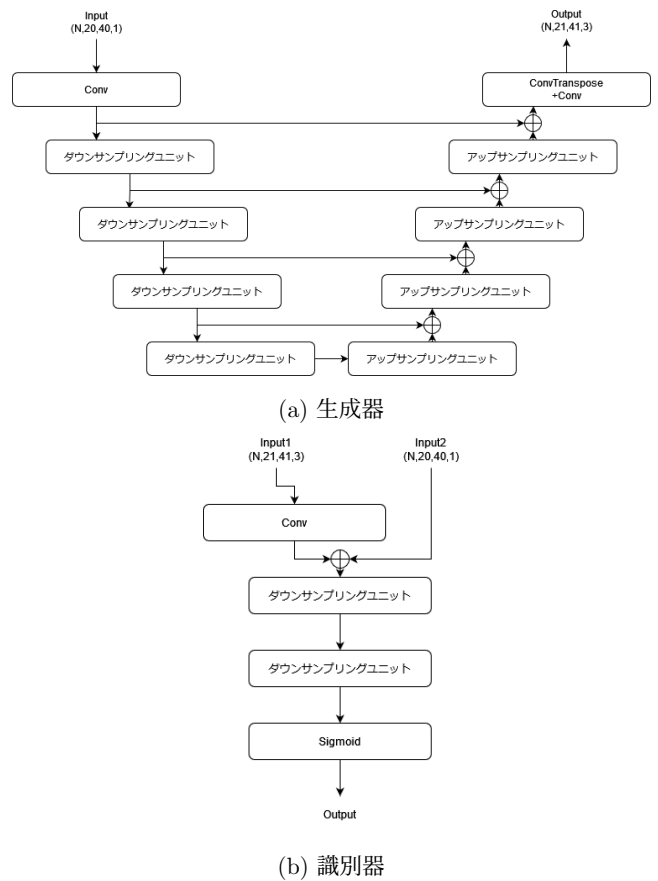 Input
(N,20,40,1)
Output
(N,21,41,3)
Conv
ConvTranspose
+Conv
ダウンサンプリングユニット
アップサンプリングユニット
ダウンサンプリングユニット
アップサンプリングユニット
ダウンサンプリングユニット
アップサンプリングユニット
ダウンサンプリングユニット
アップサンプリングユニット
(a) 生成器
Input1
(N,21,41,3)
Input2
(N,20,40,1)
Conv
ダウンサンプリングユニット
ダウンサンプリングユニット
Sigmoid
Output
(b) 識別器